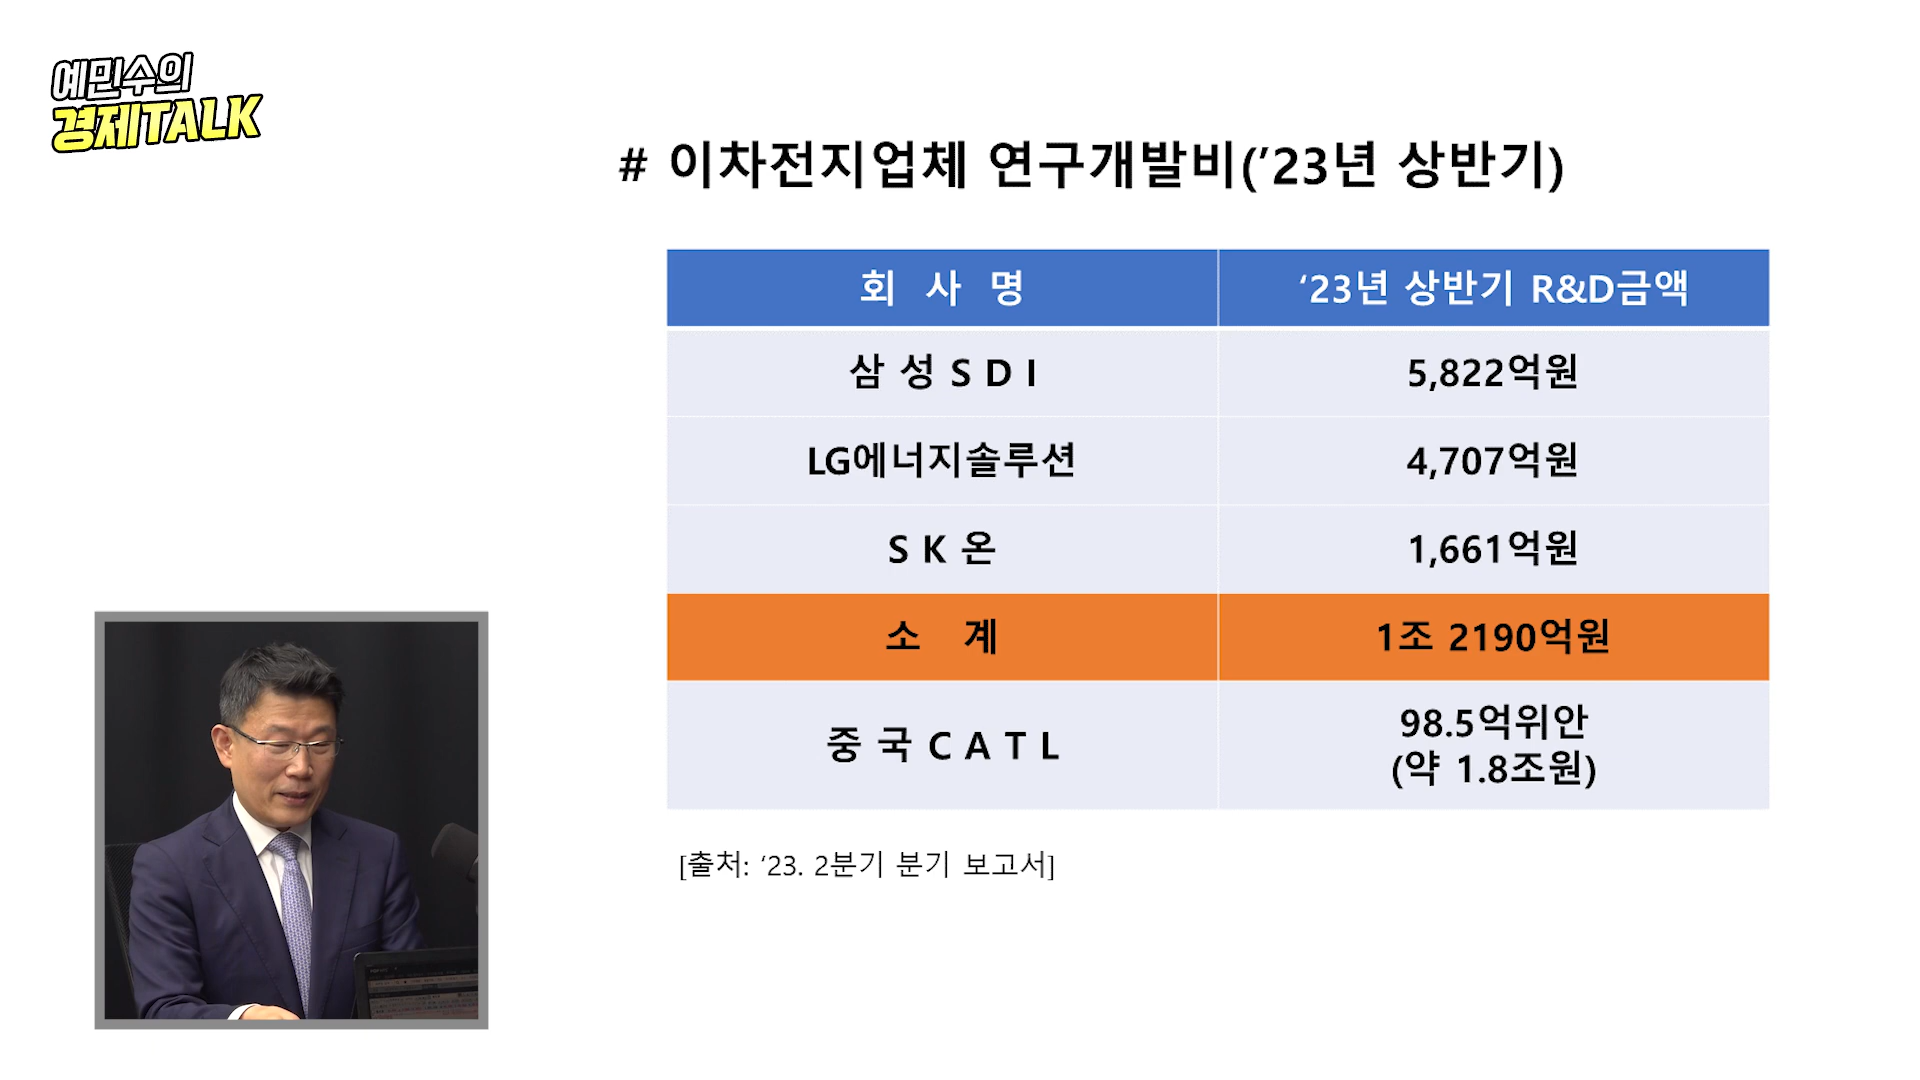 예민수의
경제TALK
# 이차전지업체 연구개발비(’23년 상반기)
회 사 명
‘23년 상반기 R&D금액
삼 성 S D I
5,822억원
LG에너지솔루션
4,707억원
S K 온
1,661억원
소 계
1조 2190억원
중 국 C A T L
98.5억위안
(약 1.8조원)
[출처: ‘23. 2분기 분기 보고서]